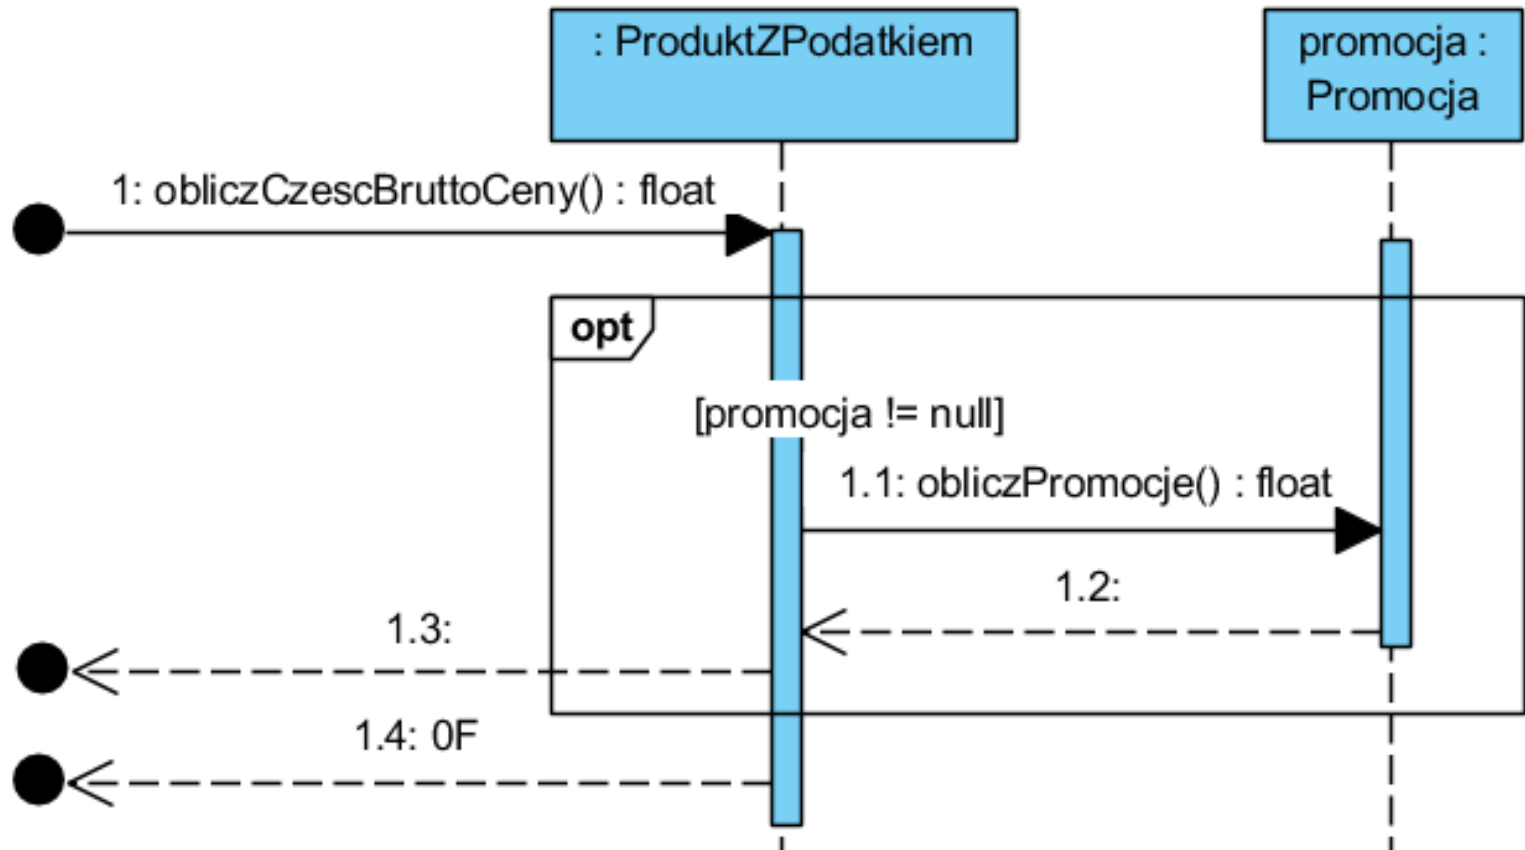 : ProduktZPodatkiem
promocja :
Promocja
1: obliczCzescBruttoCeny() : float
opt
[promocja != null]
1.1: obliczPromocje() : float
1.2:
1.3:
1.4: 0F